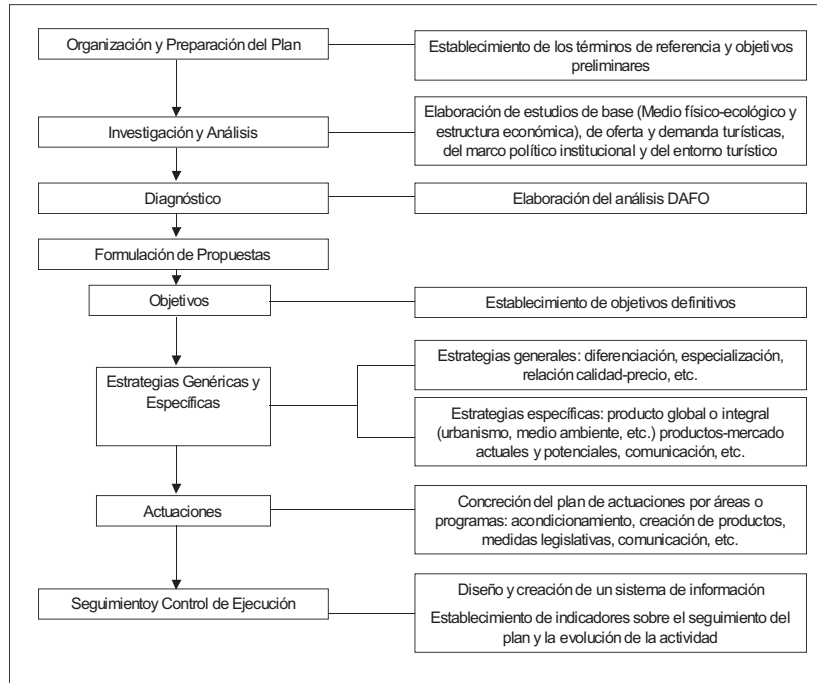 Organización y Preparación del Plan
Establecimiento de los términos de referencia y objetivos
preliminares
Investigación y Análisis
Elaboración de estudios de base (Medio físico-ecológico y
estructura económica), de oferta y demanda turísticas,
del marco político institucional y del entorno turístico
Diagnóstico
Elaboración del análisis DAFO
Formulación de Propuestas
Objetivos
Establecimiento de objetivos definitivos
Estrategias Genéricas y
Específicas
Estrategias generales: diferenciación, especialización,
relación calidad-precio, etc.
Estrategias específicas: producto global o integral
(urbanismo, medio ambiente, etc.) productos-mercado
actuales y potenciales, comunicación, etc.
Actuaciones
Concreción del plan de actuaciones por áreas o
programas: acondicionamiento, creación de productos,
medidas legislativas, comunicación, etc.
Seguimientoy Control de Ejecución
Diseño y creación de un sistema de información
Establecimiento de indicadores sobre el seguimiento del
plan y la evolución de la actividad